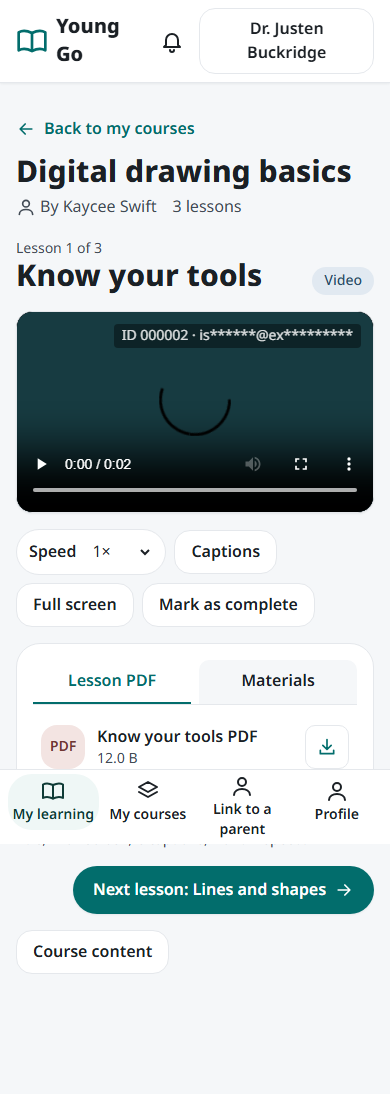 Young
Go
Dr. Justen
Buckridge
Back to my courses
Digital drawing basics
By Kaycee Swift 3 lessons
Lesson 1 of 3
Know your tools
Video
ID 000002 · is******@ex*********
0:00 / 0:02
Speed 1×
Captions
Full screen
Mark as complete
Lesson PDF
Materials
PDF
Know your tools PDF
12.0 B
My learning
My courses
Link to a
parent
Profile
Next lesson: Lines and shapes
Course content